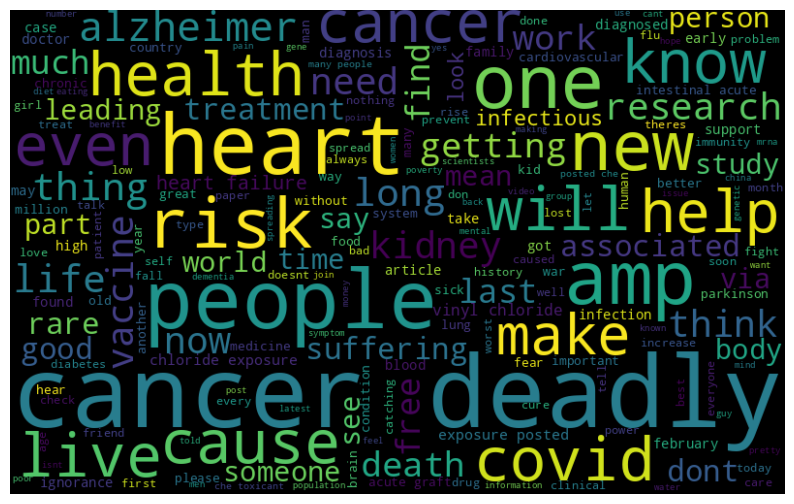 alzheimer cancer work person
number man done use cant
case doctor country diagnosis need look diagnosed flu early problem
pain gene yes family cardiovascular
much health many people find one know
chronic nothing rise intestinal acute
diet eating girl leading treatment spread infectious theres research
treat benefit point many prevent women making support
even heart getting new study
low always scientists kid immunity mrna
thing heart failure way poverty mean posted che better china
may great paper without don video human genetic month
million love talk type system long take group let lost will help
part risk say kidney back issue associated
high patient year food got mental
life vaccine self world time bad article history caused war soon fight
fall dementia doesnt join sick last well amp via want
found old spreading people vinyl chloride parkinson
rare another now money suffering lung infection think
good chloride exposure symptom make known body
diabetes medicine blood worst fear important increase
hear cancer post condition free deadly tell best everyone mind
check every latest catching cure guy
age friend told feel brain see exposure posted power february pretty
live cause someone death covid dont today
isnt please acute graft drug clinical care
poor ignorance first men che toxicant population information water